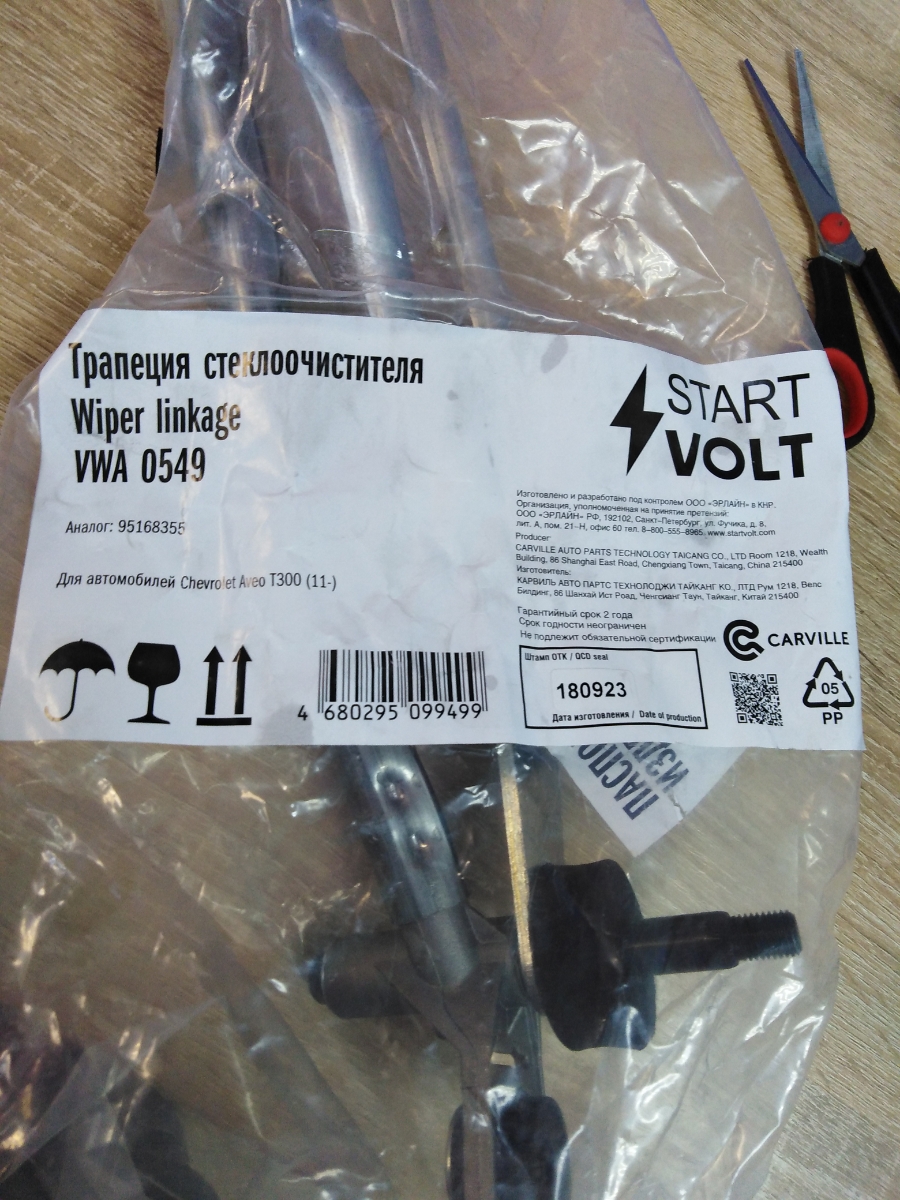 Трапеция стеклоочистителя
Wiper linkage
VWA 0549
Аналог: 95168355
Для автомобилей Chevrolet Aveo T300 (11-)
START
VOLT
Изготовлено и разработано под контролем ООО «ЭРЛАЙН» в КНР.
Организация, уполномоченная на принятие претензий:
ООО «ЭРЛАЙН» РФ, 192102, Санкт-Петербург, ул. Фучика, д. 8,
лит. А, пом. 21-Н, офис 60 тел. 8-800-555-8965, www.startvolt.com
Producer:
CARVILLE AUTO PARTS TECHNOLOGY TAICANG CO., LTD Room 1218, Wealth
Building, 86 Shanghai East Road, Chengxiang Town, Taicang, China 215400
Изготовитель:
КАРВИЛЬ АВТО ПАРТС ТЕХНОЛОДЖИ ТАЙКАНГ КО., ЛТД Рум 1218, Велс
Билдинг, 86 Шанхай Ист Роад, Ченгсианг Таун, Тайканг, Китай 215400
Гарантийный срок 2 года
Срок годности неограничен
Не подлежит обязательной сертификации
CARVILLE
Штамп ОТК / QCD seal
180923
Дата изготовления / Date of production
05
PP
4 680295 099499
ПАСПО
ИЗДЕ